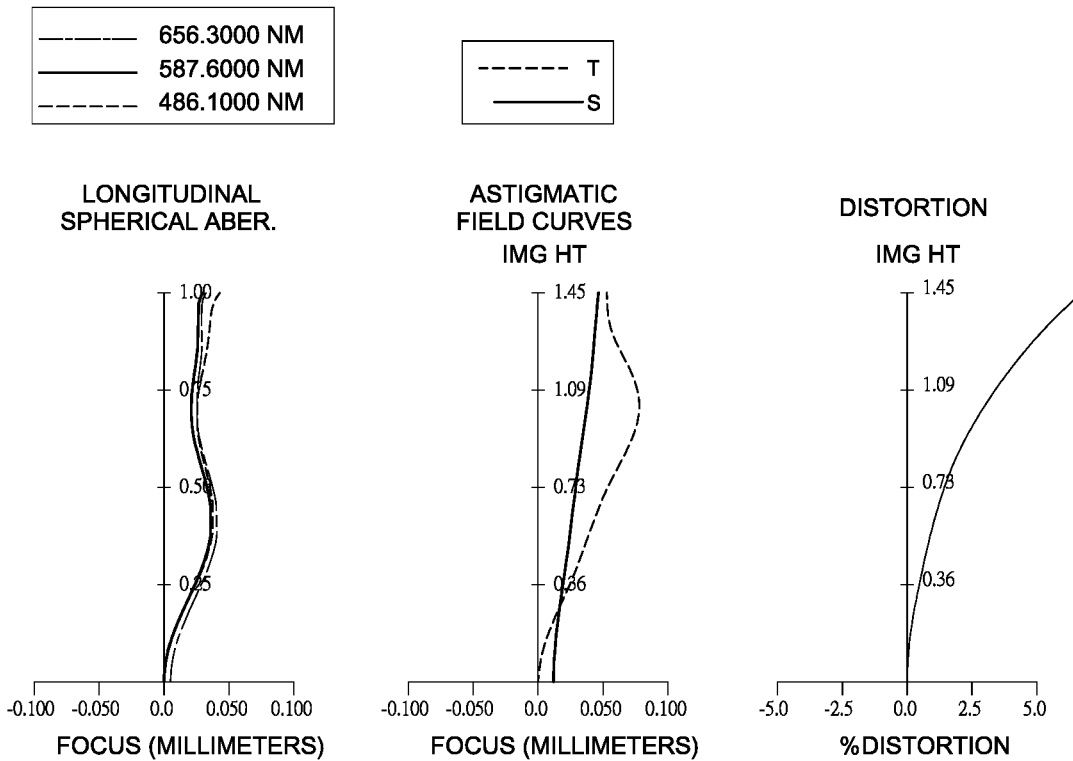 656.3000 NM
587.6000 NM
486.1000 NM
T
S
LONGITUDINAL
SPHERICAL ABER.
1.00
0.75
0.50
0.25
-0.100 -0.050 0.0 0.050 0.100
FOCUS (MILLIMETERS)
ASTIGMATIC
FIELD CURVES
IMG HT
1.45
1.09
0.73
0.36
-0.100 -0.050 0.0 0.050 0.100
FOCUS (MILLIMETERS)
DISTORTION
IMG HT
1.45
1.09
0.73
0.36
-5.0 -2.5 0.0 2.5 5.0
%DISTORTION